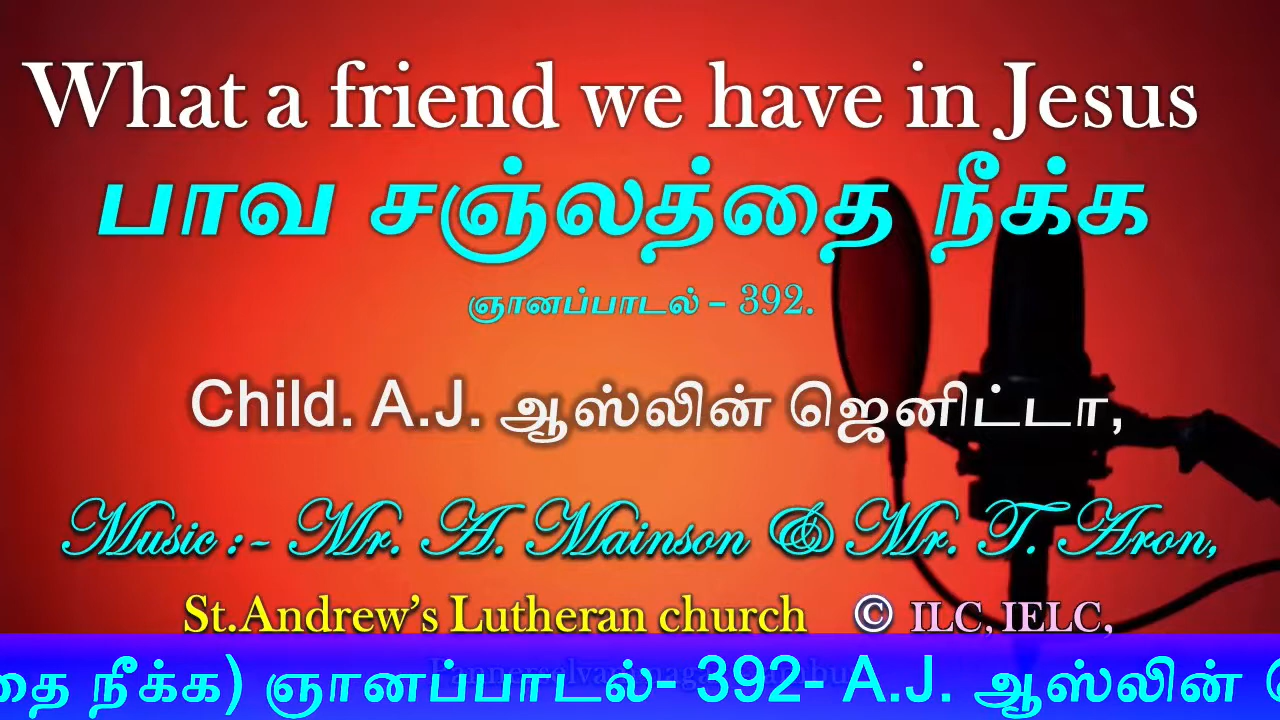 What a friend we have in Jesus
பாவ சஞ்லத்தை நீக்க
ஞானப்பாடல் – 392.
Child. A.J. ஆஸ்லின் ஜெனிட்டா,
Music :- Mr. A. Mainson & Mr. T. Aron,
St.Andrew's Lutheran church © ILC, IELC,
தை நீக்க) ஞானப்பாடல்- 392- A.J. ஆஸ்லின்